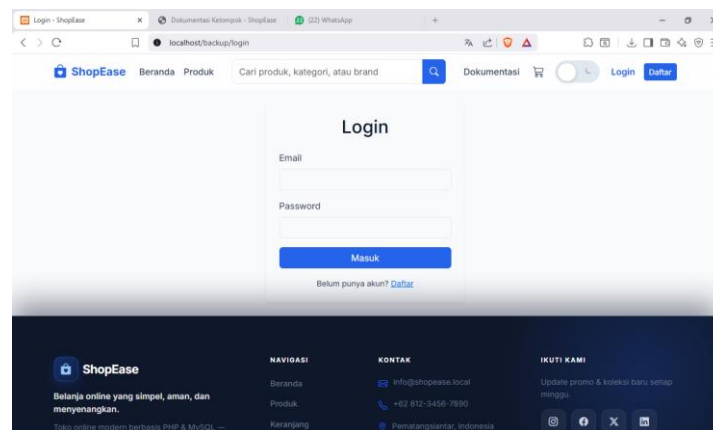 Login - ShopEase
Dokumentasi Kelompok - ShopEase
(22) WhatsApp
localhost/backup/login
ShopEase Beranda Produk Cari produk, kategori, atau brand Dokumentasi Login Daftar
Login
Email
Password
Masuk
Belum punya akun? Daftar
ShopEase
Belanja online yang simpel, aman, dan
menyenangkan.
Toko online modern berbasis PHP & MySQL —
NAVIGASI
Beranda
Produk
Keranjang
KONTAK
info@shopease.local
+62 812-3456-7890
Pematangsiantar, Indonesia
IKUTI KAMI
Update promo & koleksi baru setiap
minggu.